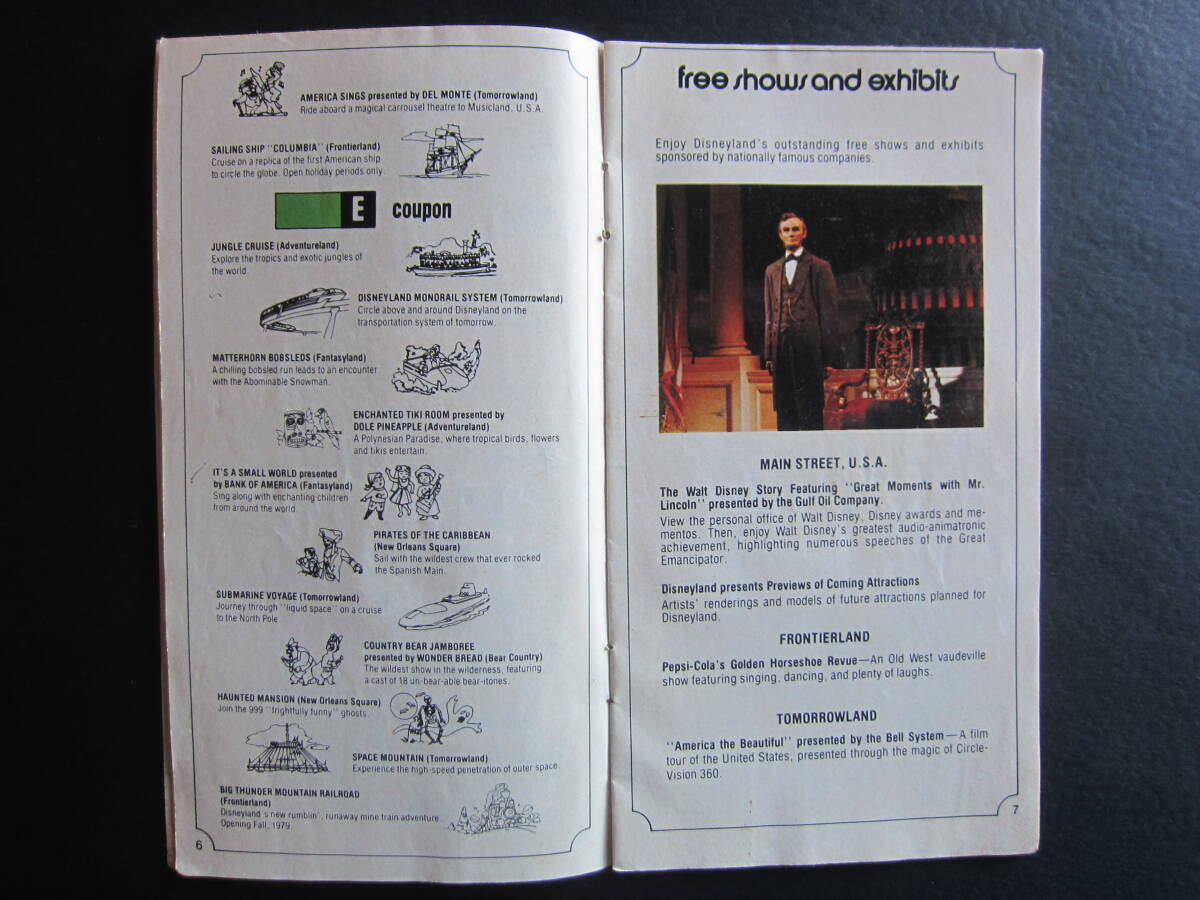 AMERICA SINGS presented by DEL MONTE (Tomorrowland)
Ride aboard a magical carrousel theatre to Musicland, U.S.A.
SAILING SHIP "COLUMBIA" (Frontierland)
Cruise on a replica of the first American ship
to circle the globe. Open holiday periods only.
E coupon
JUNGLE CRUISE (Adventureland)
Explore the tropics and exotic jungles of
the world.
DISNEYLAND MONORAIL SYSTEM (Tomorrowland)
Circle above and around Disneyland on the
transportation system of tomorrow.
MATTERHORN BOBSLEDS (Fantasyland)
A chilling bobsled run leads to an encounter
with the Abominable Snowman.
ENCHANTED TIKI ROOM presented by
DOLE PINEAPPLE (Adventureland)
A Polynesian Paradise, where tropical birds, flowers
and tikis entertain.
IT'S A SMALL WORLD presented
by BANK OF AMERICA (Fantasyland)
Sing along with enchanting children
from around the world.
PIRATES OF THE CARIBBEAN
(New Orleans Square)
Sail with the wildest crew that ever rocked
the Spanish Main.
SUBMARINE VOYAGE (Tomorrowland)
Journey through "liquid space" on a cruise
to the North Pole.
COUNTRY BEAR JAMBOREE
presented by WONDER BREAD (Bear Country)
The wildest show in the wilderness, featuring
a cast of 18 un-bear-able bear-itones.
HAUNTED MANSION (New Orleans Square)
Join the 999 "frightfully funny" ghosts.
SPACE MOUNTAIN (Tomorrowland)
Experience the high-speed penetration of outer space.
BIG THUNDER MOUNTAIN RAILROAD
(Frontierland)
Disneyland's new rumblin', runaway mine train adventure.
Opening Fall, 1979.
6
free shows and exhibits
Enjoy Disneyland's outstanding free shows and exhibits
sponsored by nationally famous companies.
MAIN STREET, U.S.A.
The Walt Disney Story Featuring "Great Moments with Mr.
Lincoln" presented by the Gulf Oil Company.
View the personal office of Walt Disney, Disney awards and me-
mentos. Then, enjoy Walt Disney's greatest audio-animatronic
achievement, highlighting numerous speeches of the Great
Emancipator.
Disneyland presents Previews of Coming Attractions
Artists' renderings and models of future attractions planned for
Disneyland.
FRONTIERLAND
Pepsi-Cola's Golden Horseshoe Revue—An Old West vaudeville
show featuring singing, dancing, and plenty of laughs.
TOMORROWLAND
"America the Beautiful" presented by the Bell System—A film
tour of the United States, presented through the magic of Circle-
Vision 360.
7